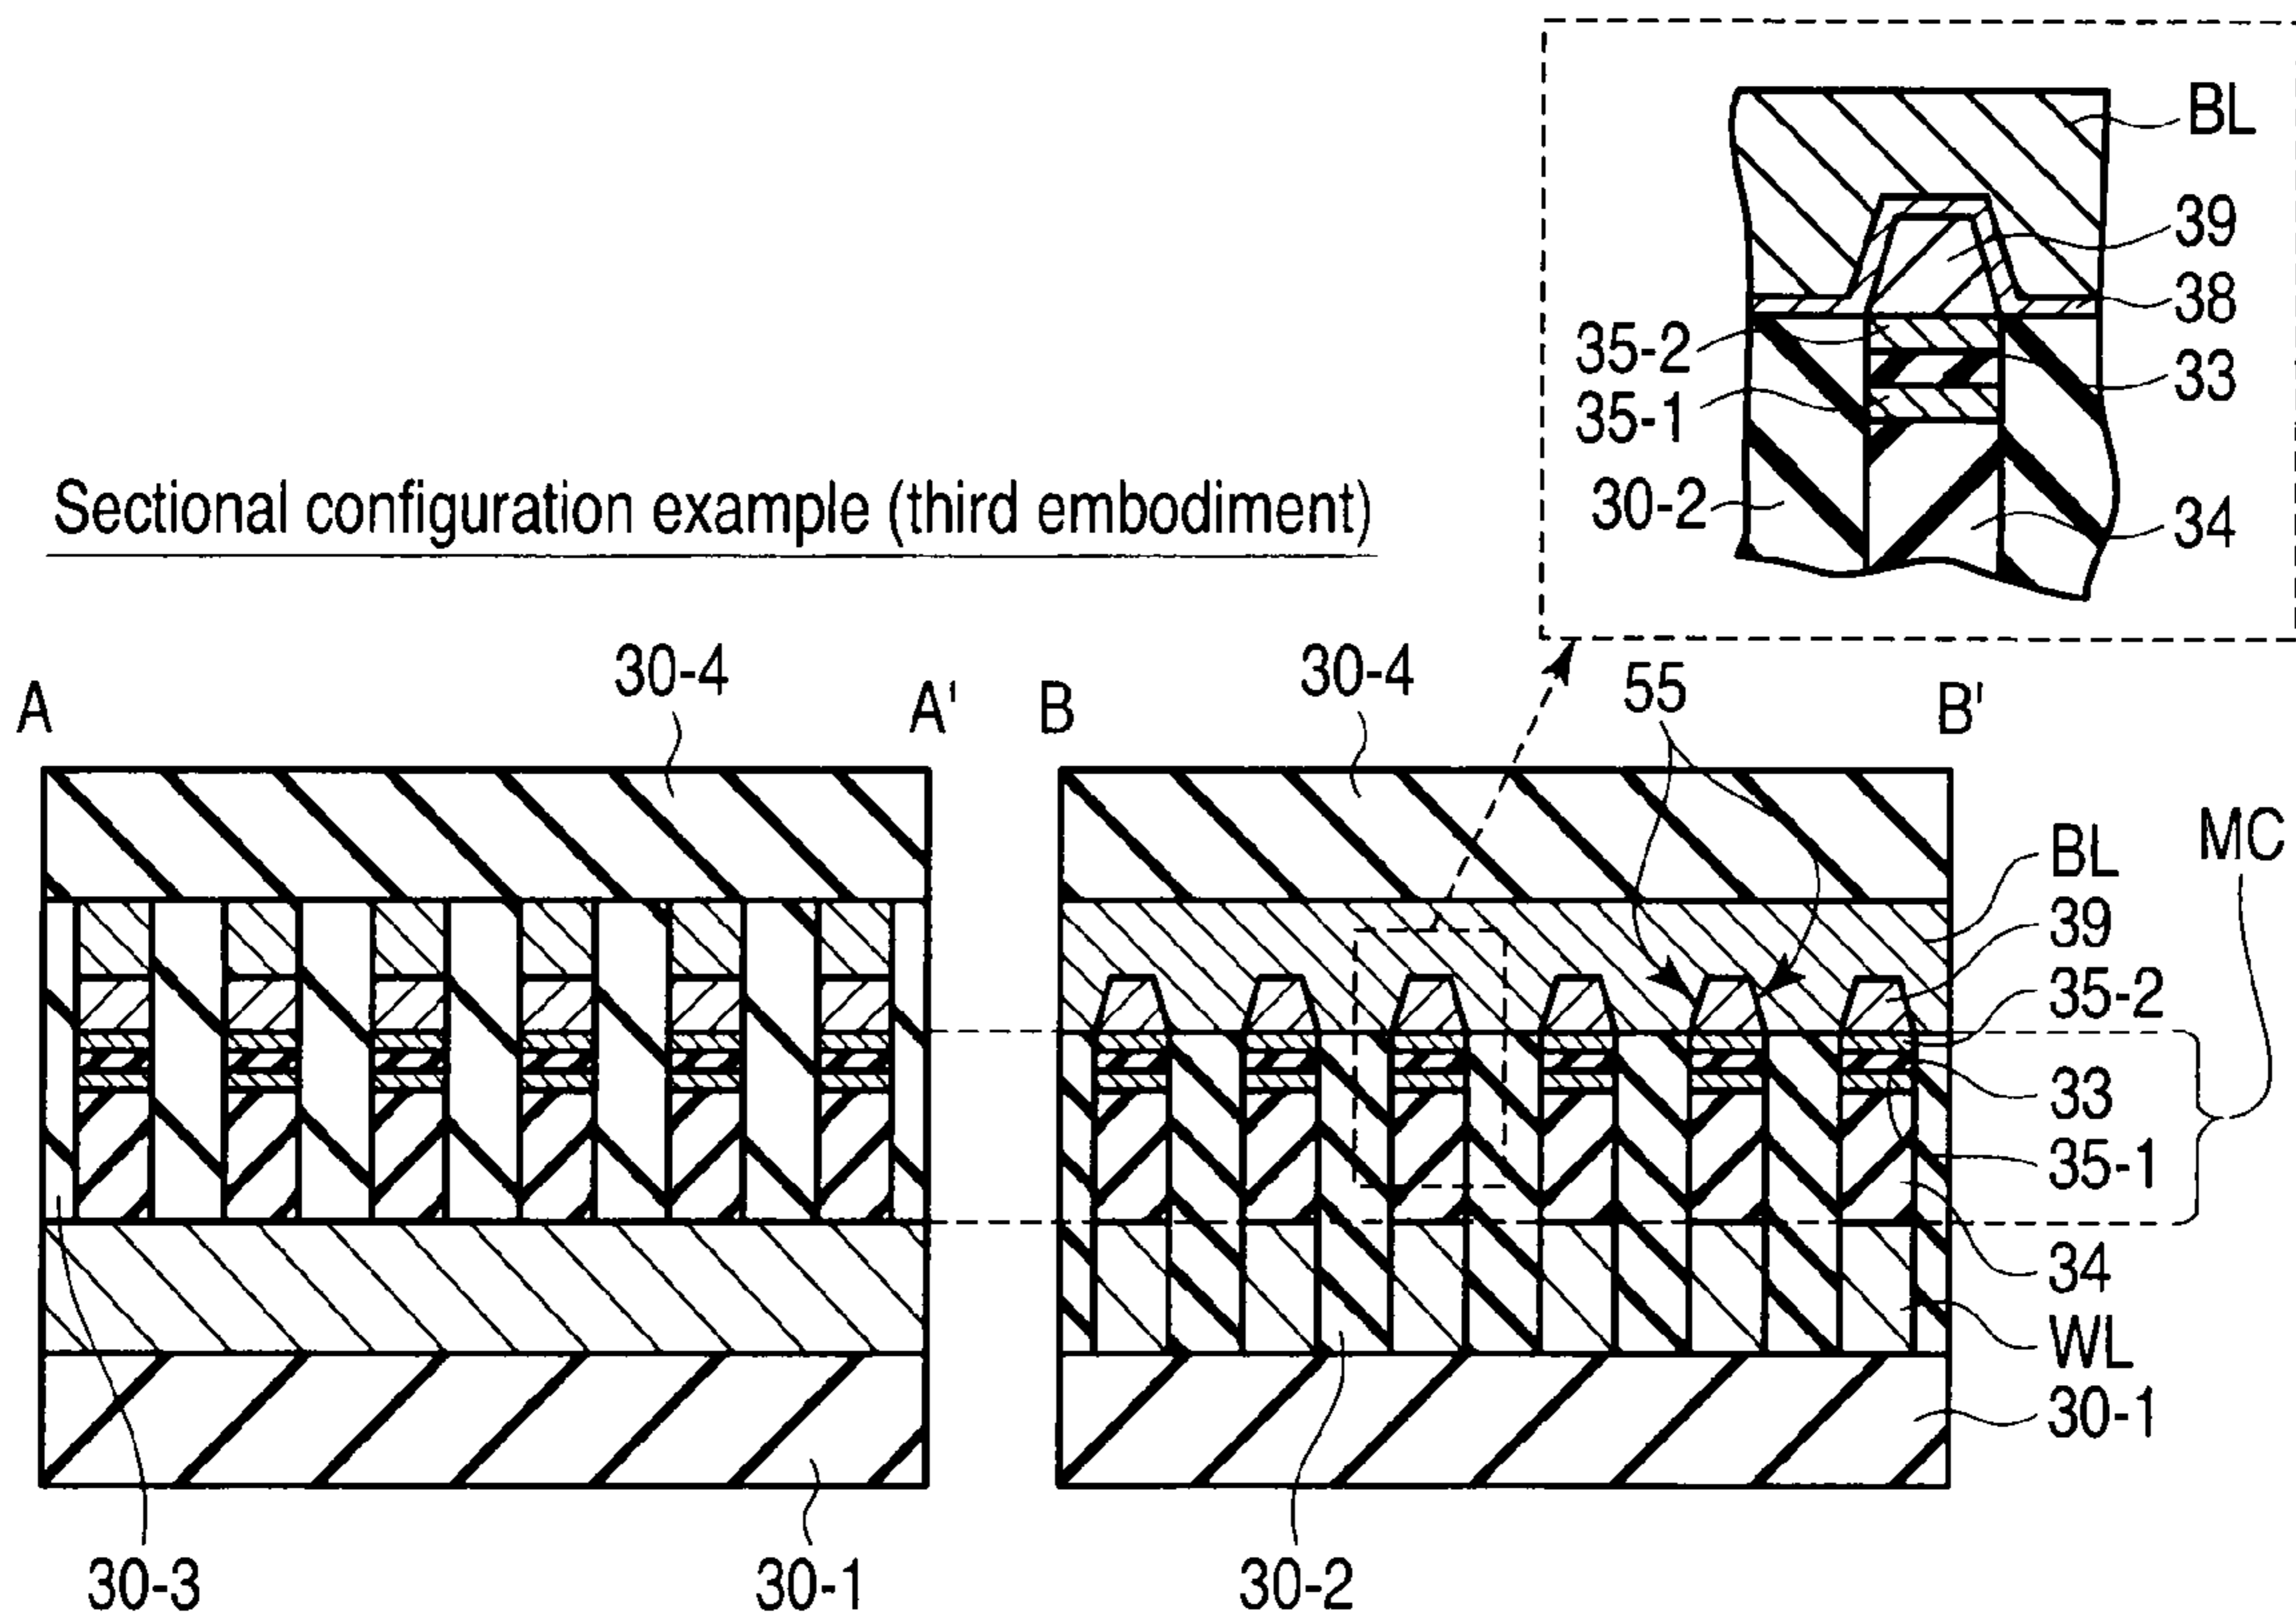 BL
39
38
35-2
33
35-1
30-2
34
Sectional configuration example (third embodiment)
30-4
30-4
55
A
A'
B
B'
MC
BL
39
35-2
33
35-1
34
WL
30-1
30-3
30-1
30-2